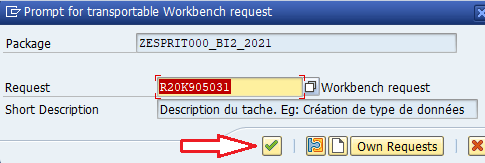 Prompt for transportable Workbench request
Package ZESPRIT000_BI2_2021
Request R20K905031 Workbench request
Short Description Description du tache. Eg: Création de type de données
Own Requests